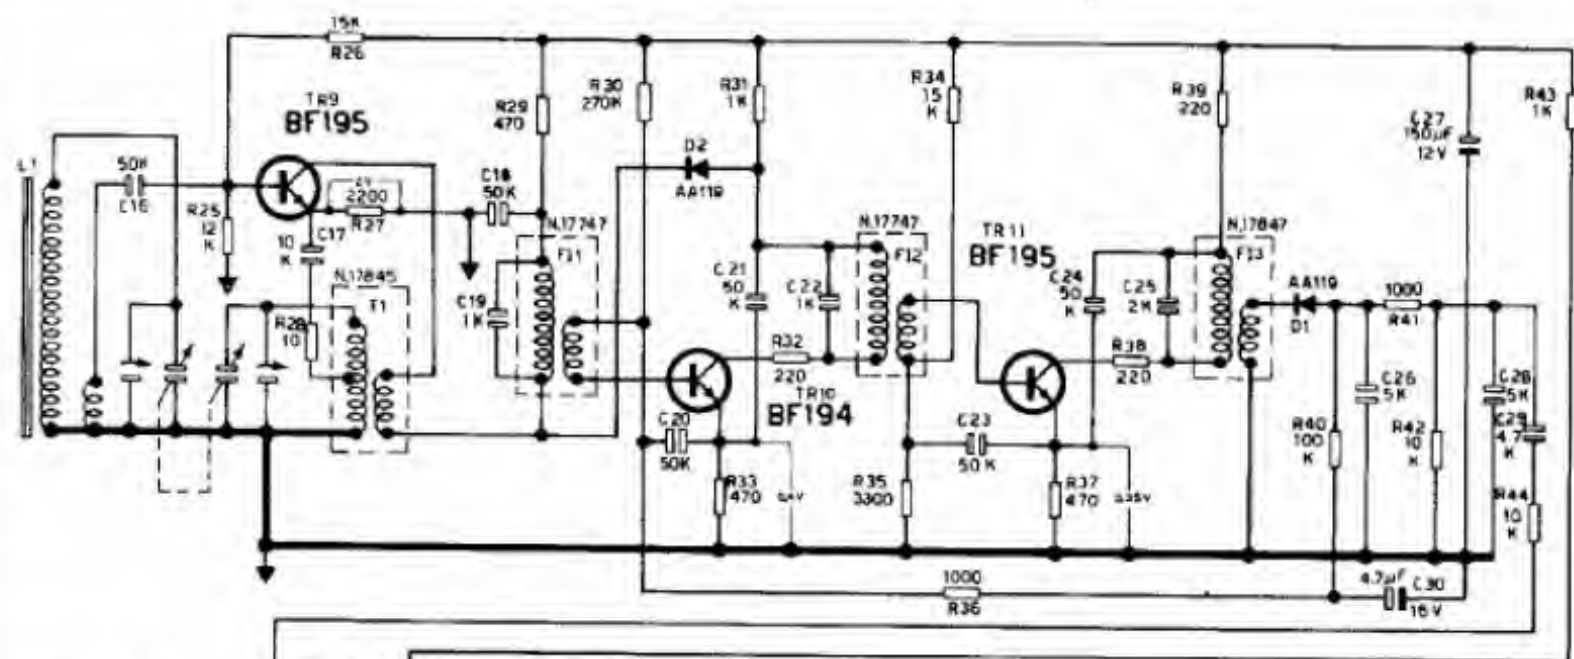 15K
R26
TR9
BF195
L1
50K
C16
R25
12
K
10
K
C17
2200
R27
C18
50K
R29
470
R30
270K
R31
1K
D2
AA119
N.17747
FI1
C19
1K
N.17845
T1
R28
10
C21
50
K
C22
1K
R32
220
TR10
BF194
C20
50K
R33
470
N.17747
FI2
R34
15
K
TR11
BF195
C23
50K
R35
3300
R37
470
C24
50
K
C25
2K
R38
220
R39
220
N.17847
FI3
AA119
D1
1000
R41
R40
100
K
C26
5K
R42
10
K
C27
150µF
12V
C28
5K
C29
4.7
K
R43
1K
R44
10
K
1000
R36
4.7µF
C30
16V